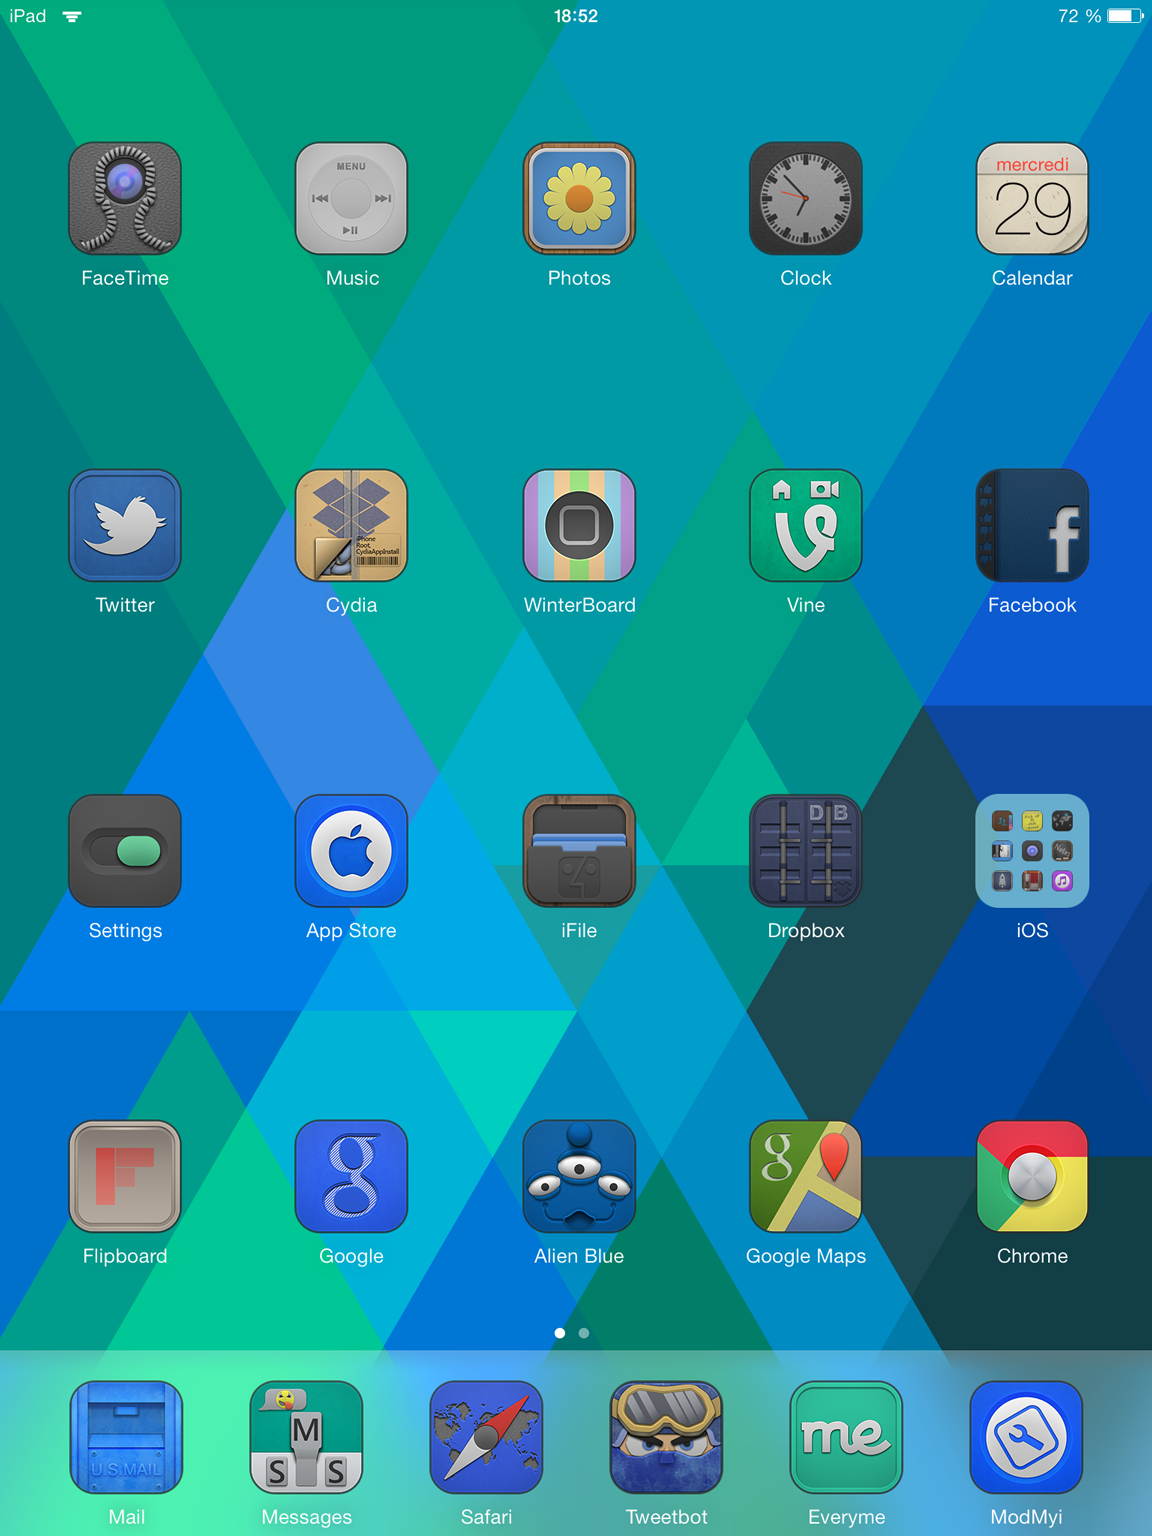 iPad 18:52 72 %
MENU
mercredi
29
FaceTime Music Photos Clock Calendar
iPhone
Root,
CydiaAppInstall
f
Twitter Cydia WinterBoard Vine Facebook
D B
Settings App Store iFile Dropbox iOS
F g g
Flipboard Google Alien Blue Google Maps Chrome
U.S.MAIL
M
S S
me
Mail Messages Safari Tweetbot Everyme ModMyi